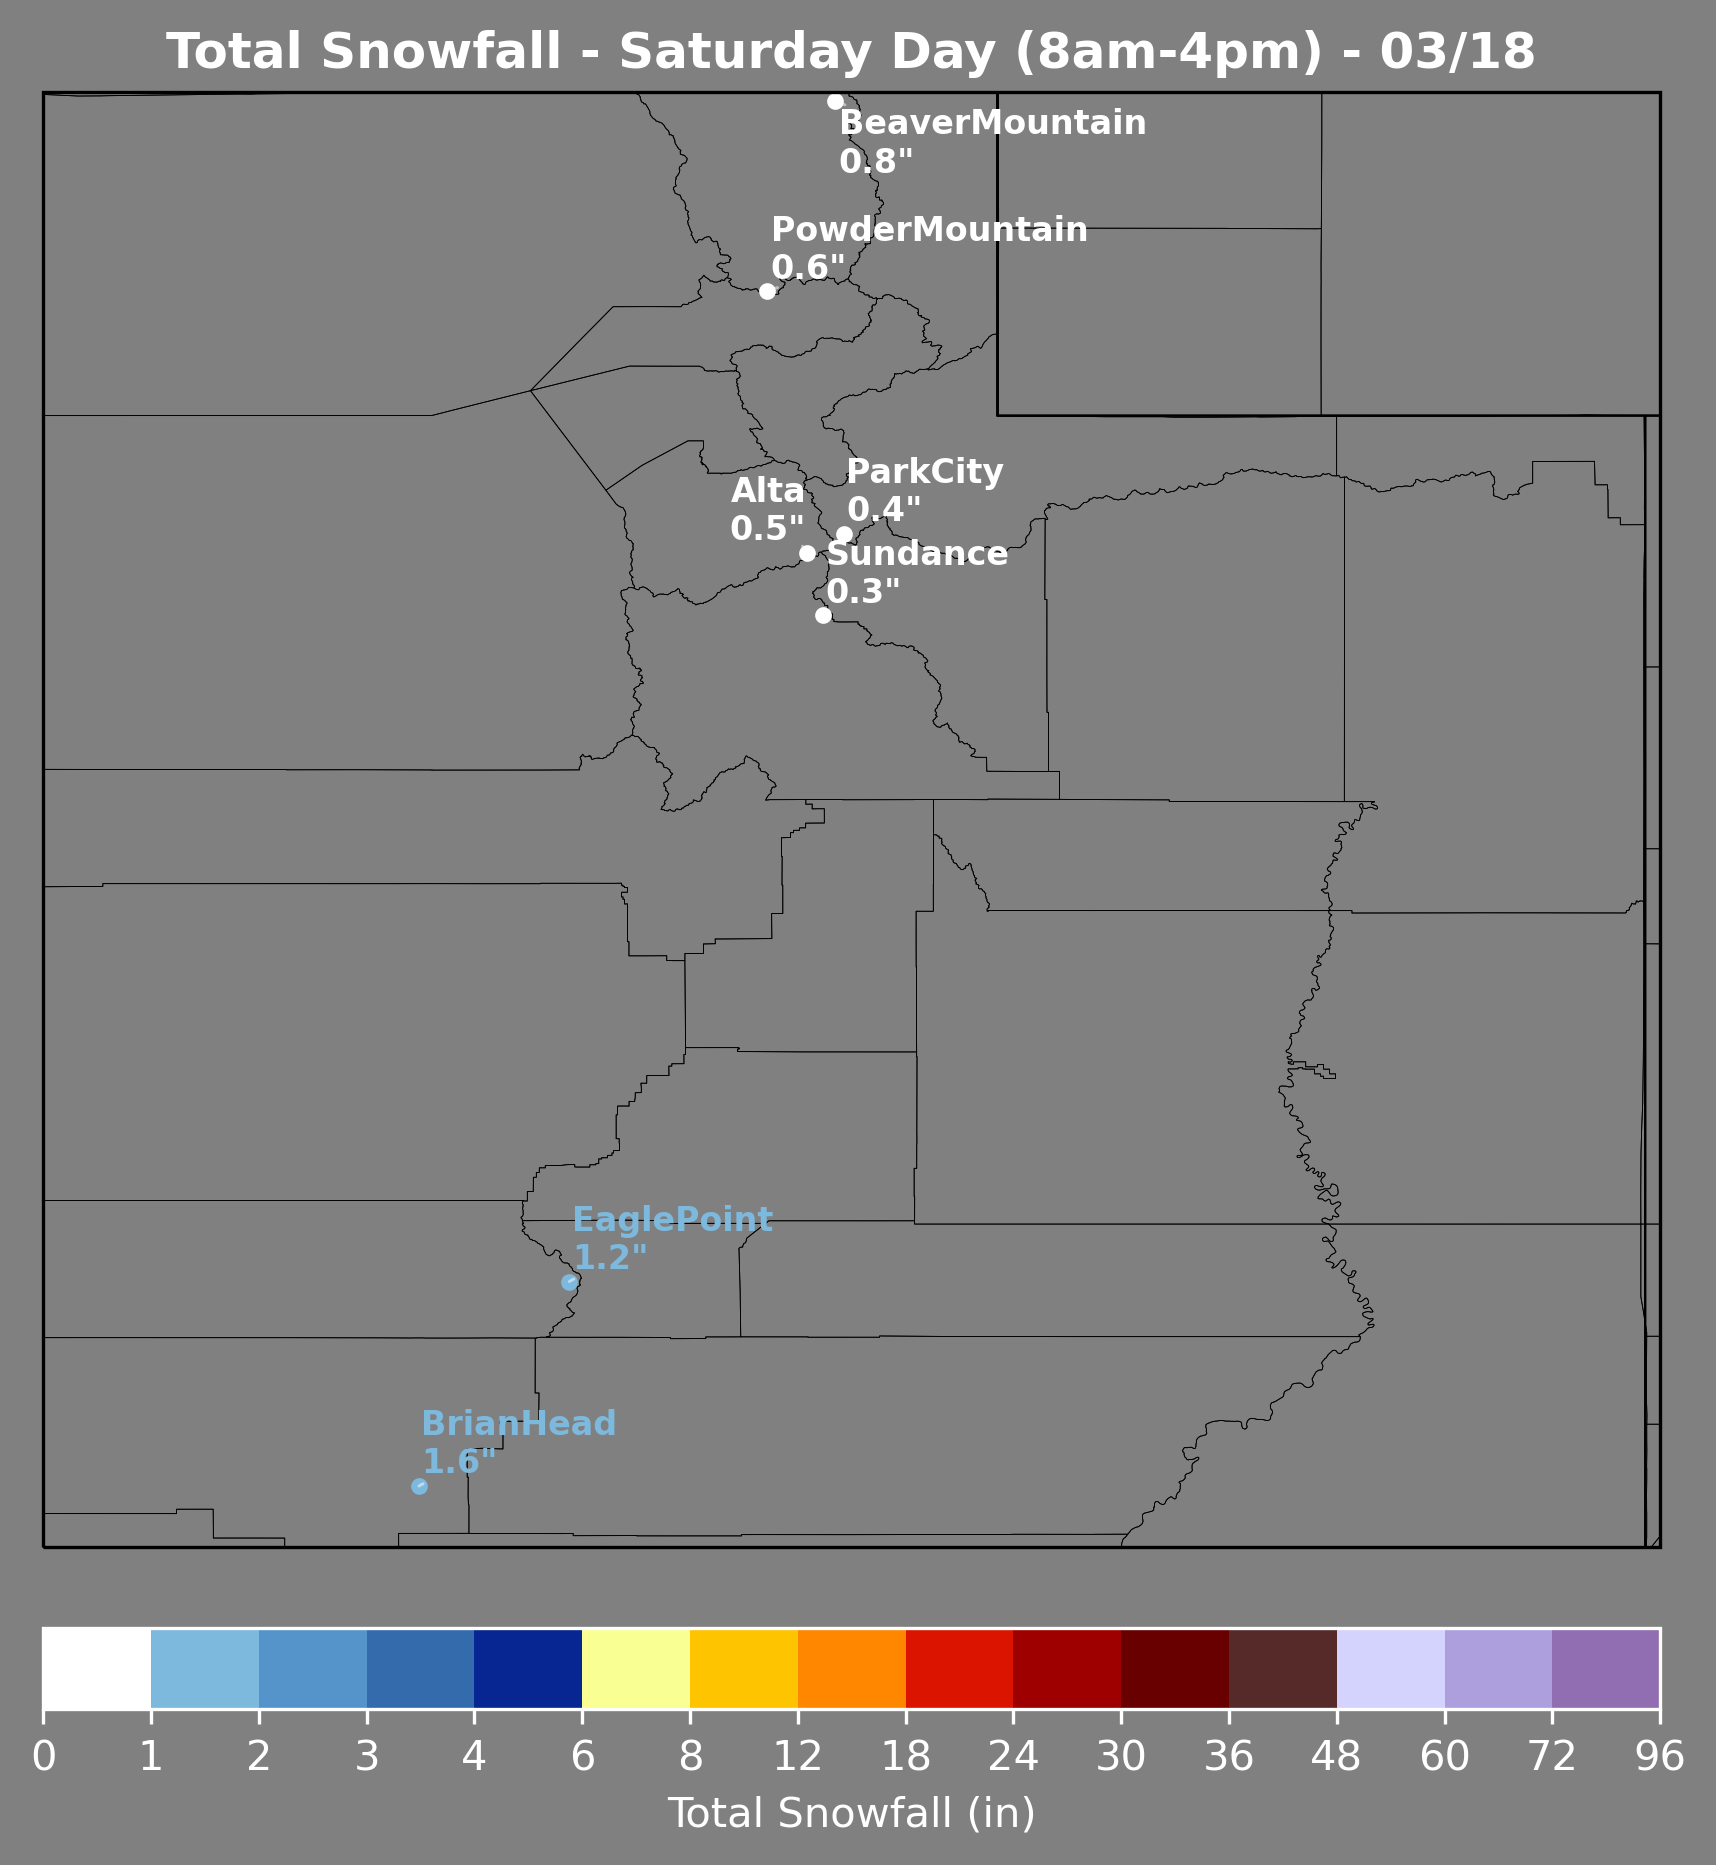 Total Snowfall - Saturday Day (8am-4pm) - 03/18
BeaverMountain
0.8"
PowderMountain
0.6"
ParkCity
0.4"
Alta
0.5"
Sundance
0.3"
EaglePoint
1.2"
BrianHead
1.6"
0 1 2 3 4 6 8 12 18 24 30 36 48 60 72 96
Total Snowfall (in)